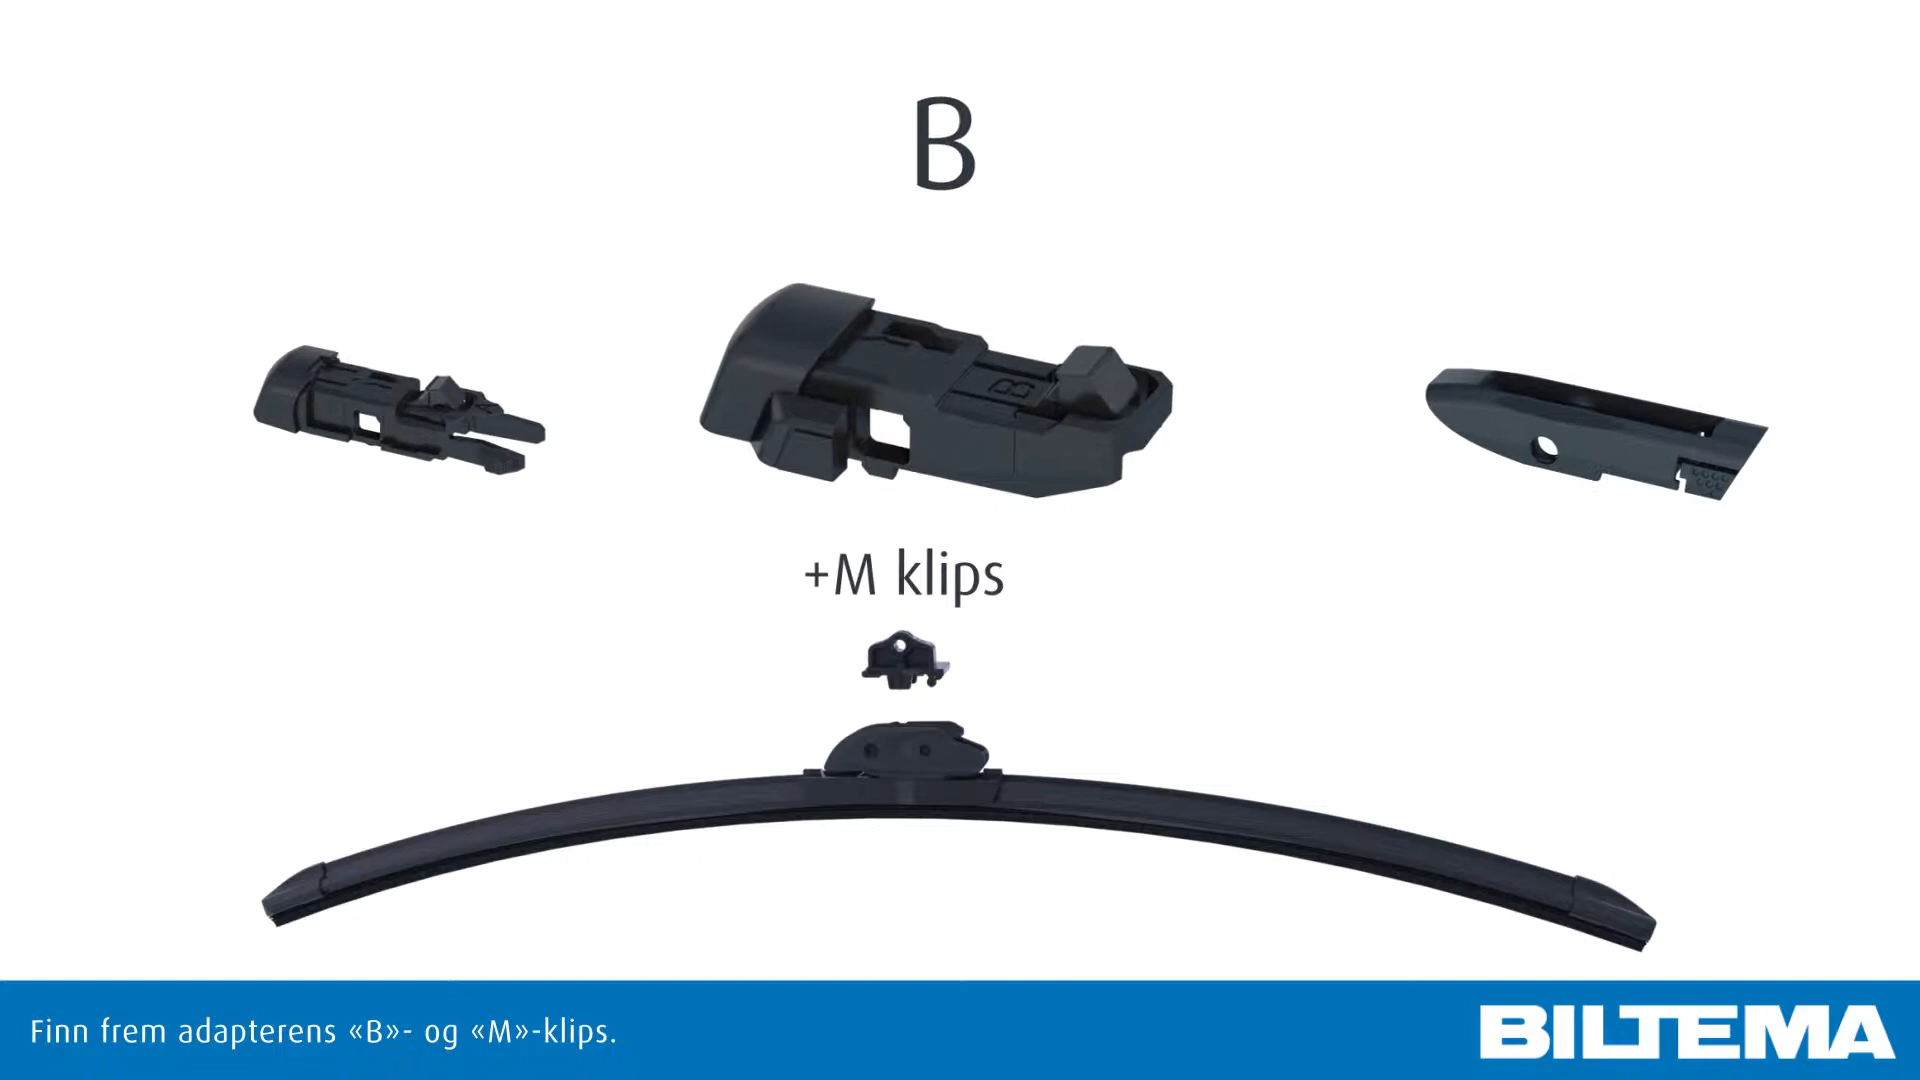 B
B
+M klips
Finn frem adapterens «B»- og «M»-klips.
BILTEMA